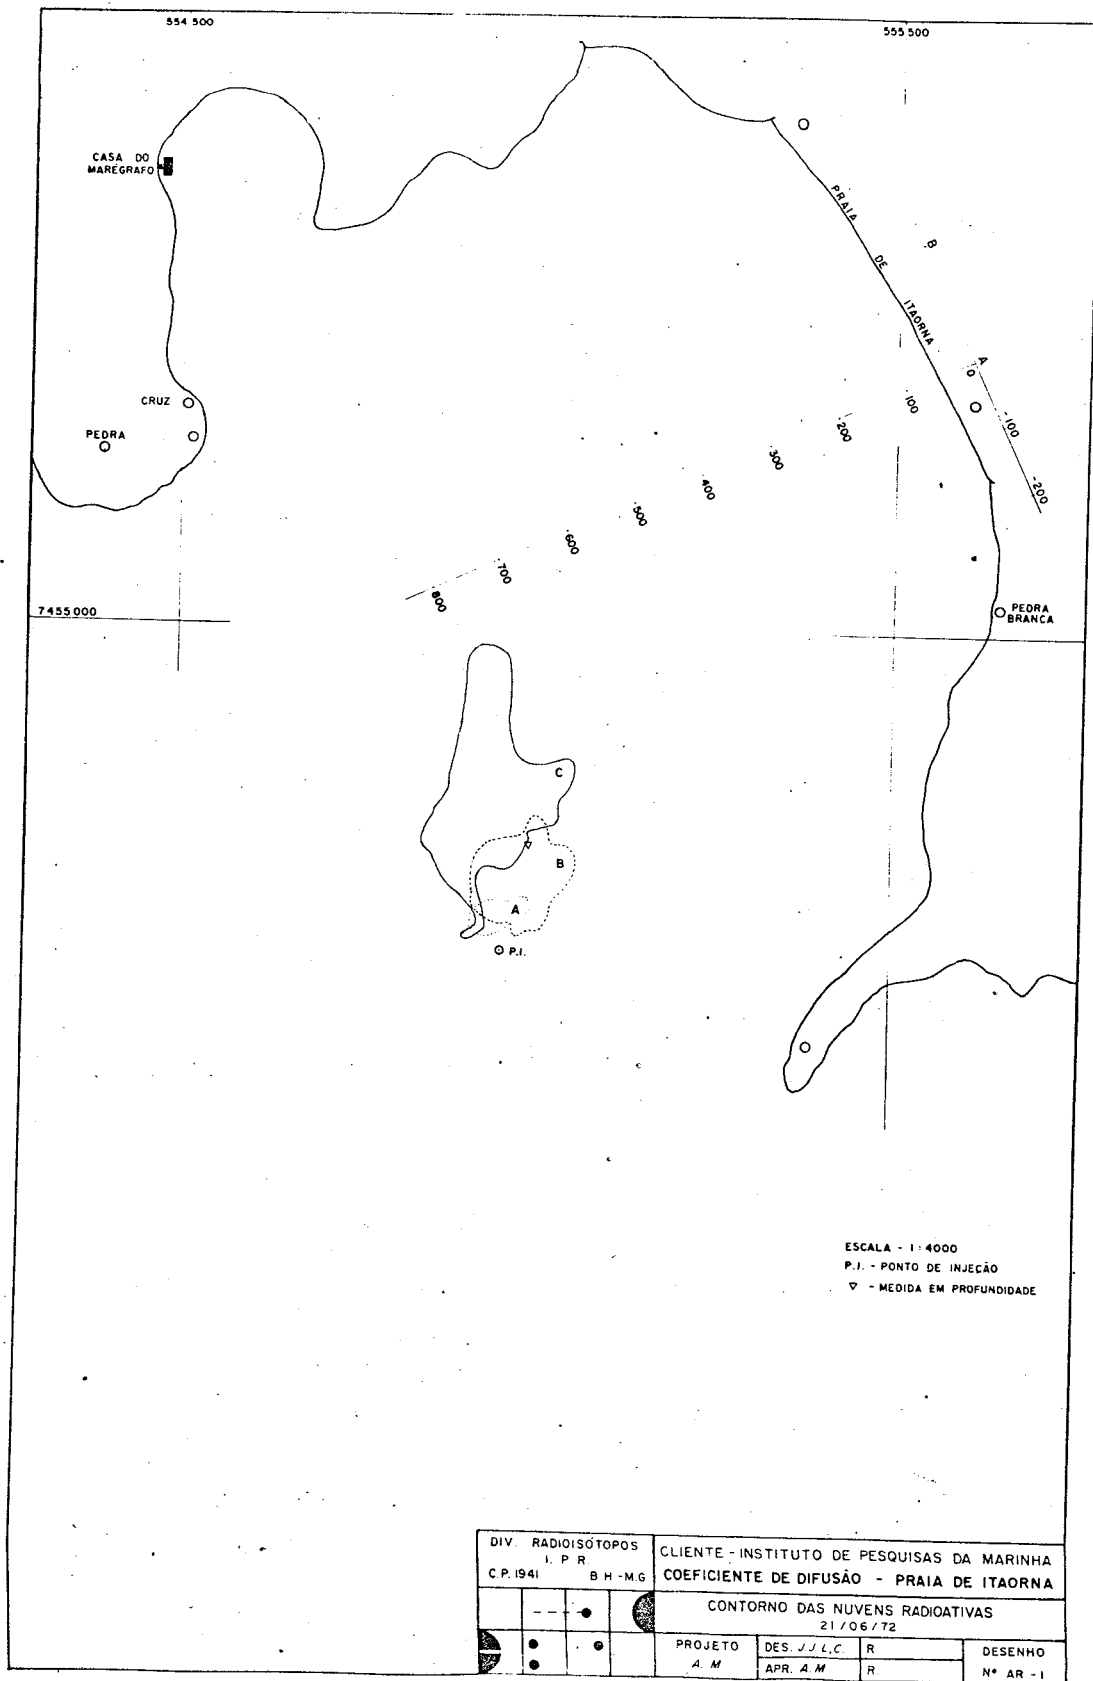 554 500
555 500
CASA DO
MARÉGRAFO
PRAIA DE ITAORNA
B
A
0
100
200
300
400
500
600
700
800
-100
-200
CRUZ
PEDRA
7455000
PEDRA
BRANCA
C
B
A
P.I.
ESCALA - 1:4000
P.I. - PONTO DE INJEÇÃO
▽ - MEDIDA EM PROFUNDIDADE
DIV. RADIOISÓTOPOS
I. P. R.
C.P. 1941 B H - M.G
CLIENTE - INSTITUTO DE PESQUISAS DA MARINHA
COEFICIENTE DE DIFUSÃO - PRAIA DE ITAORNA
CONTORNO DAS NUVENS RADIOATIVAS
21/06/72
PROJETO
A. M
DES. J.J.L.C.
APR. A.M
R
R
DESENHO
Nº AR - 1